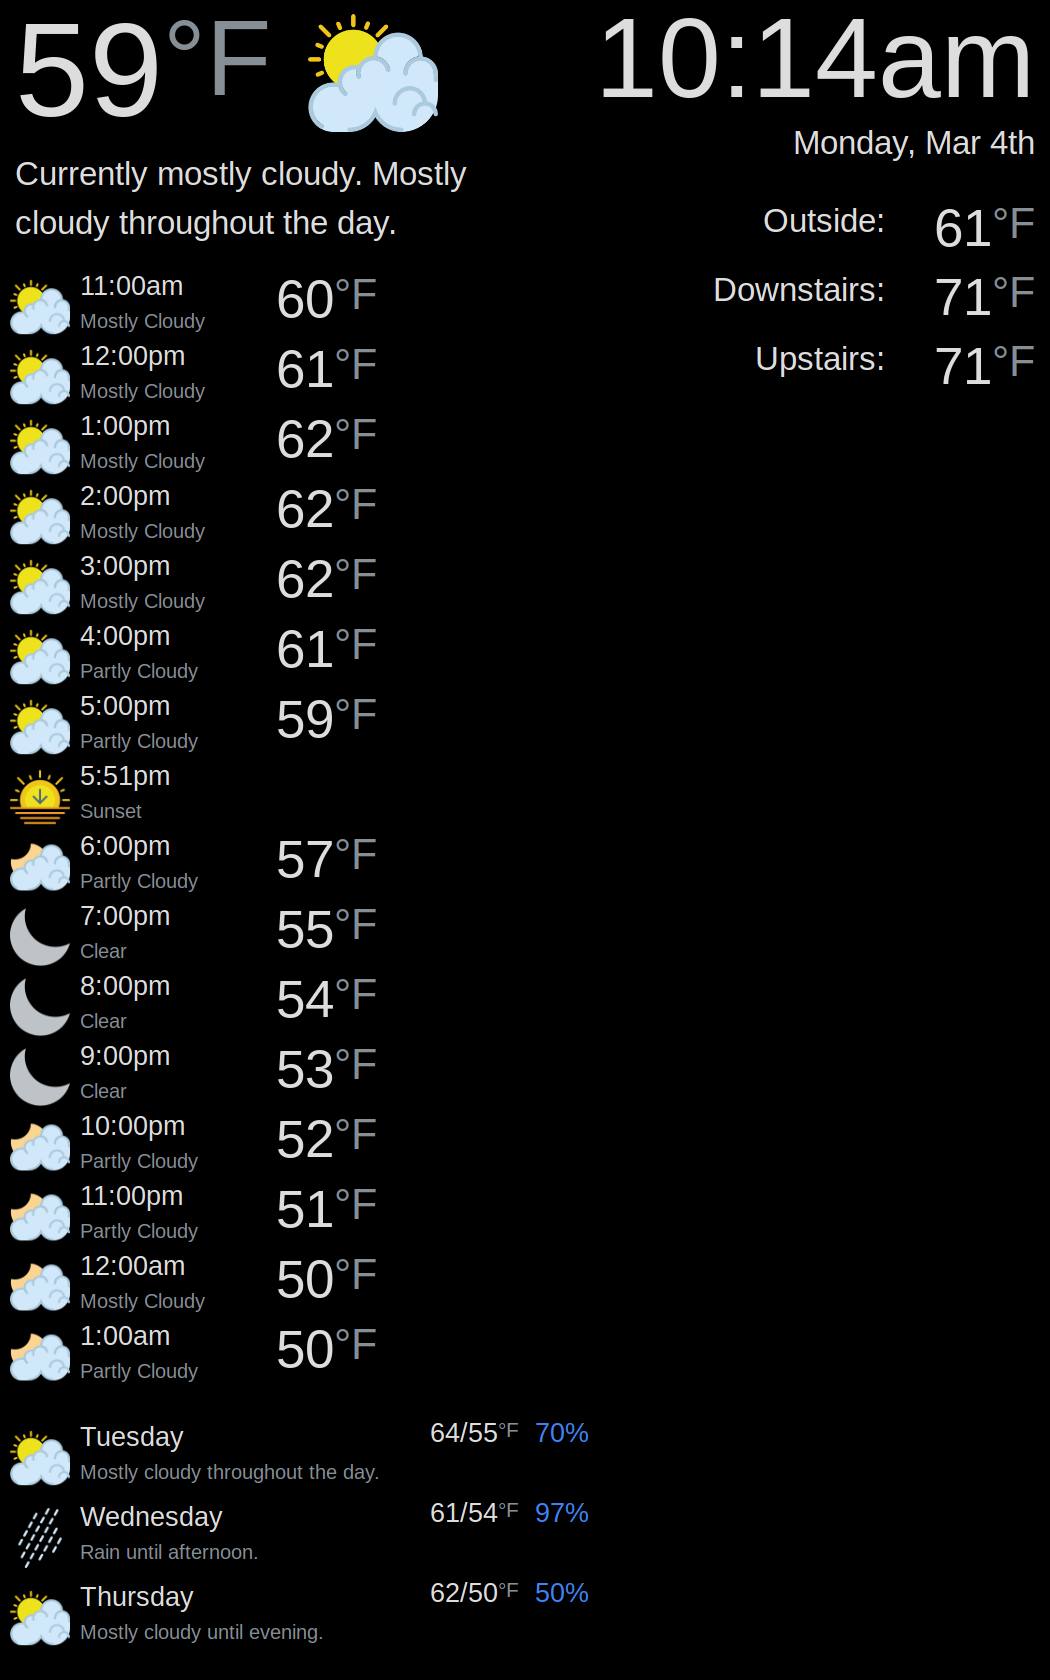 59°F
10:14am
Monday, Mar 4th
Currently mostly cloudy. Mostly
cloudy throughout the day.
Outside: 61°F
Downstairs: 71°F
Upstairs: 71°F
11:00am 60°F
Mostly Cloudy
12:00pm 61°F
Mostly Cloudy
1:00pm 62°F
Mostly Cloudy
2:00pm 62°F
Mostly Cloudy
3:00pm 62°F
Mostly Cloudy
4:00pm 61°F
Partly Cloudy
5:00pm 59°F
Partly Cloudy
5:51pm
Sunset
6:00pm 57°F
Partly Cloudy
7:00pm 55°F
Clear
8:00pm 54°F
Clear
9:00pm 53°F
Clear
10:00pm 52°F
Partly Cloudy
11:00pm 51°F
Partly Cloudy
12:00am 50°F
Mostly Cloudy
1:00am 50°F
Partly Cloudy
Tuesday 64/55°F 70%
Mostly cloudy throughout the day.
Wednesday 61/54°F 97%
Rain until afternoon.
Thursday 62/50°F 50%
Mostly cloudy until evening.